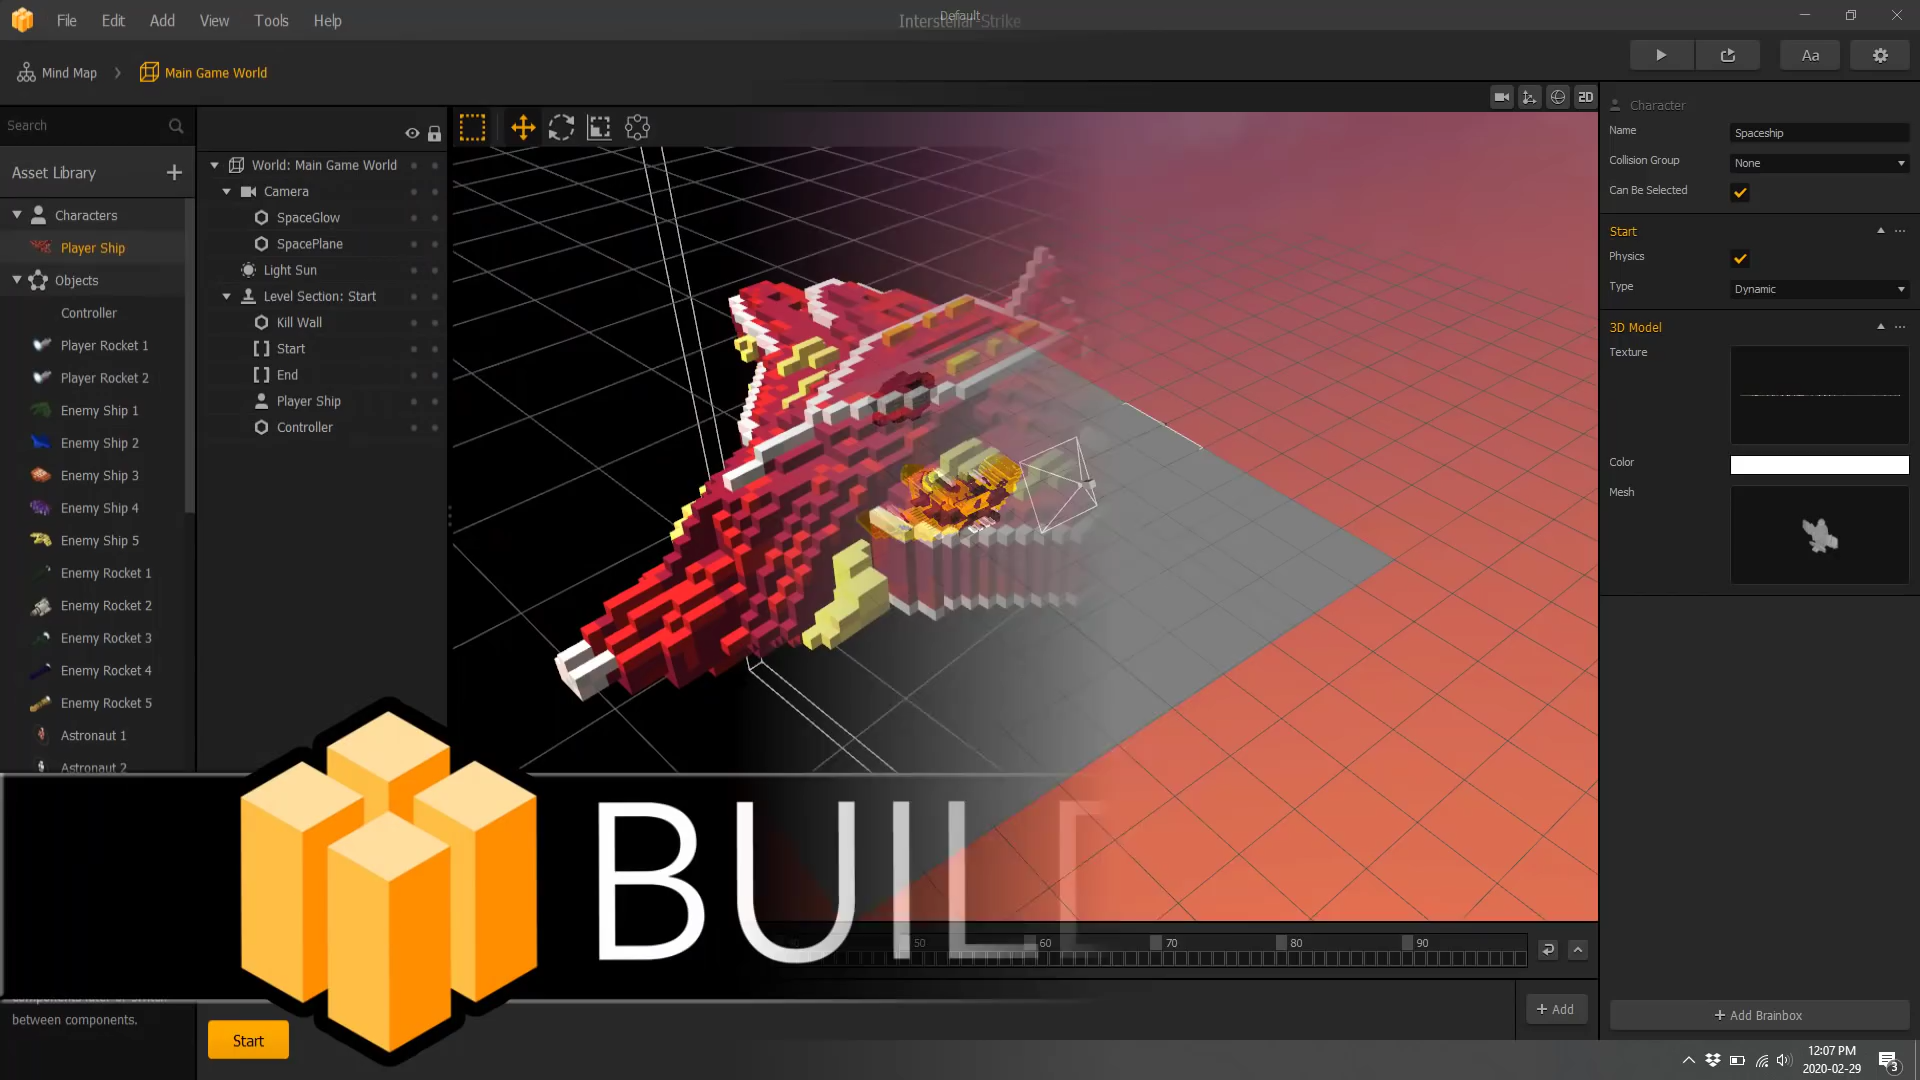 File Edit Add View Tools Help
Interstellar Strike
Default
Mind Map
Main Game World
Aa
2D
Search
Asset Library
Characters
Player Ship
Objects
Controller
Player Rocket 1
Player Rocket 2
Enemy Ship 1
Enemy Ship 2
Enemy Ship 3
Enemy Ship 4
Enemy Ship 5
Enemy Rocket 1
Enemy Rocket 2
Enemy Rocket 3
Enemy Rocket 4
Enemy Rocket 5
Astronaut 1
Astronaut 2
World: Main Game World
Camera
SpaceGlow
SpacePlane
Light Sun
Level Section: Start
Kill Wall
Start
End
Player Ship
Controller
Character
Name Spaceship
Collision Group None
Can Be Selected
Start
Physics
Type Dynamic
3D Model
Texture
Color
Mesh
BUIL
50 60 70 80 90
between components.
Start
+ Add
+ Add Brainbox
12:07 PM
2020-02-29
3